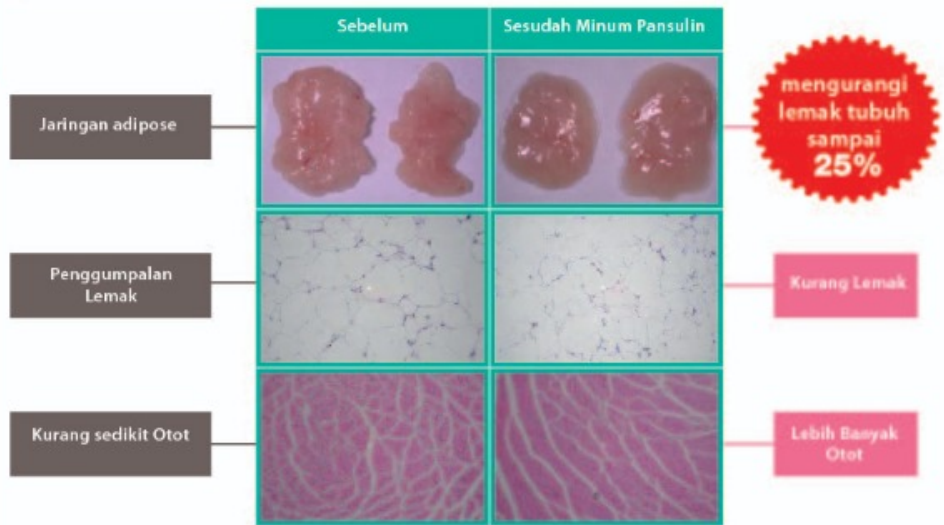 Sebelum
Sesudah Minum Pansulin
Jaringan adipose
mengurangi
lemak tubuh
sampai
25%
Penggumpalan
Lemak
Kurang Lemak
Kurang sedikit Otot
Lebih Banyak
Otot